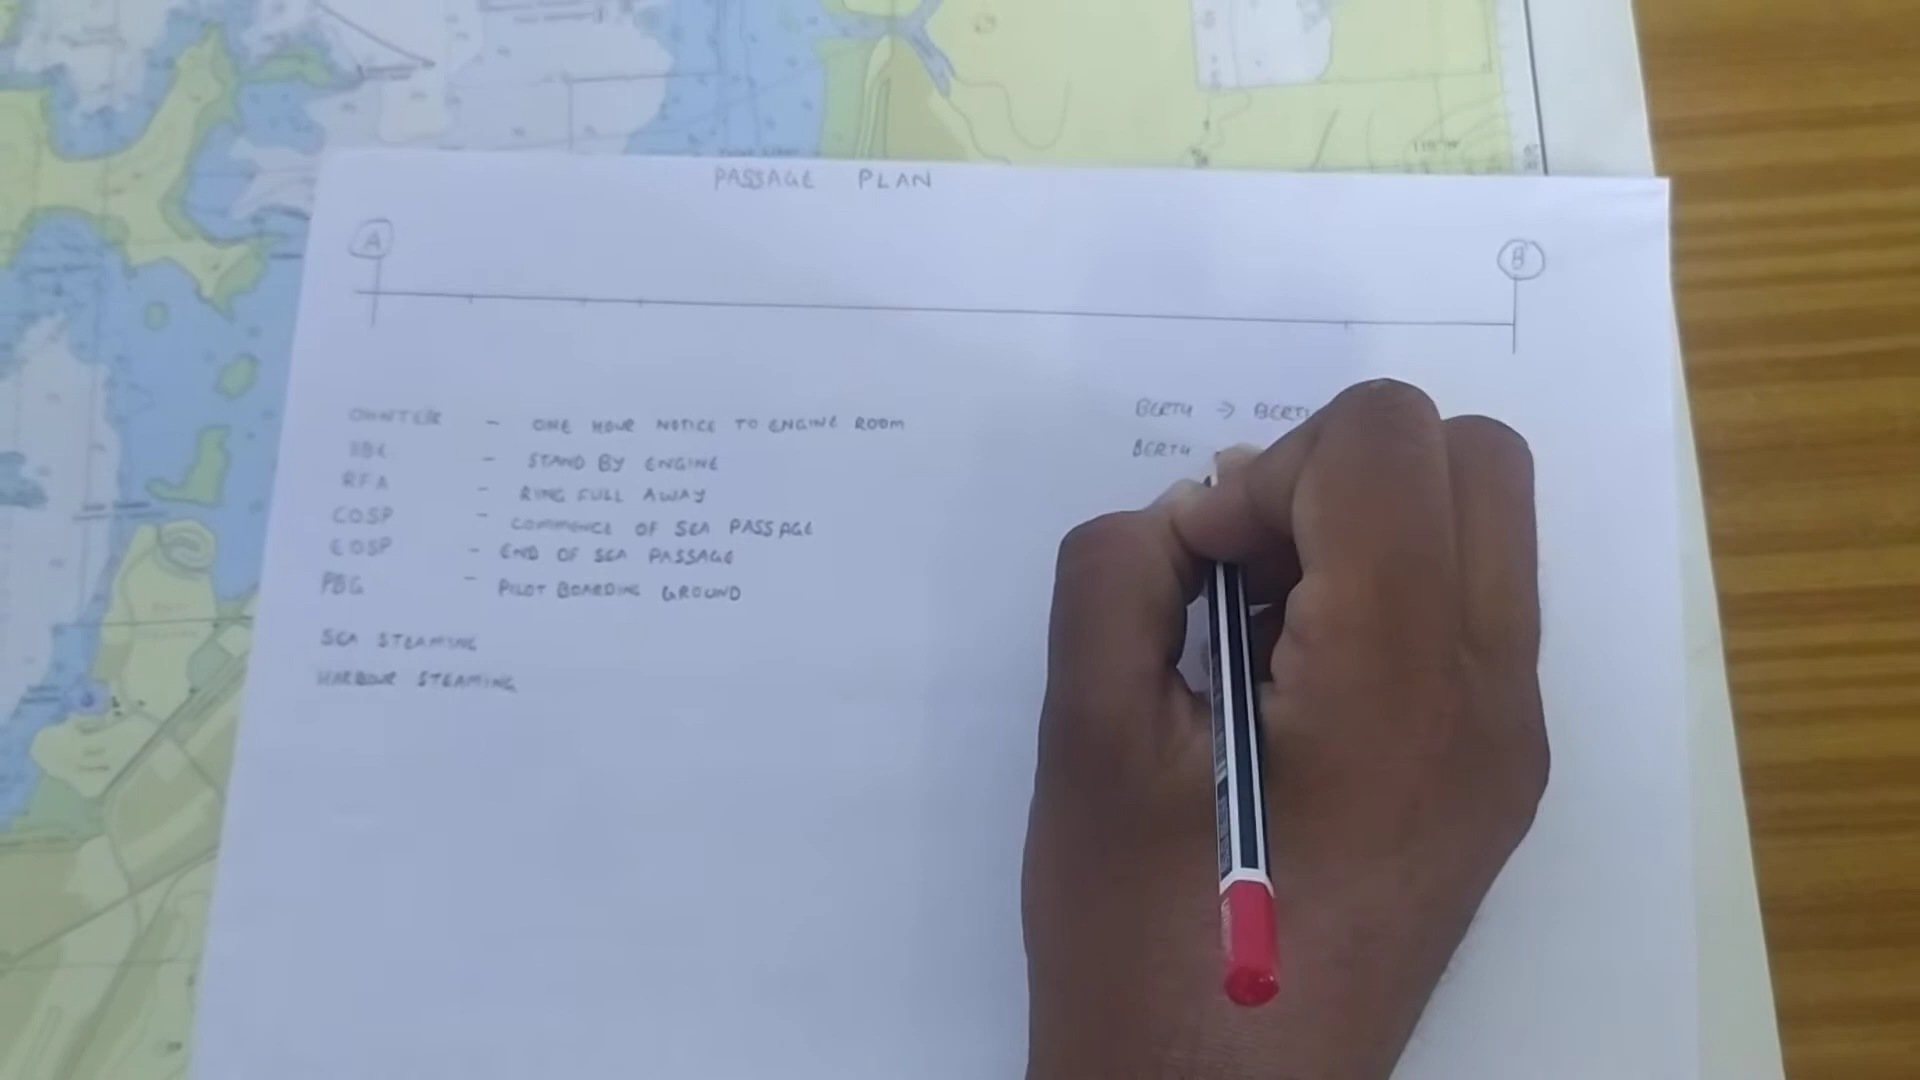 PASSAGE PLAN
A
B
OHNTER - ONE HOUR NOTICE TO ENGINE ROOM
SBE - STAND BY ENGINE
RFA - RING FULL AWAY
COSP - COMMENCE OF SEA PASSAGE
EOSP - END OF SEA PASSAGE
PBG - PILOT BOARDING GROUND
SEA STEAMING
HARBOUR STEAMING
BERTH → BERTH
BERTH